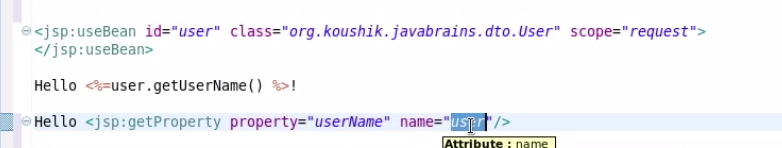 <jsp:useBean id="user" class="org.koushik.javabrains.dto.User" scope="request">
</jsp:useBean>
Hello <%=user.getUserName() %>!
Hello <jsp:getProperty property="userName" name="user"/>
Attribute : name